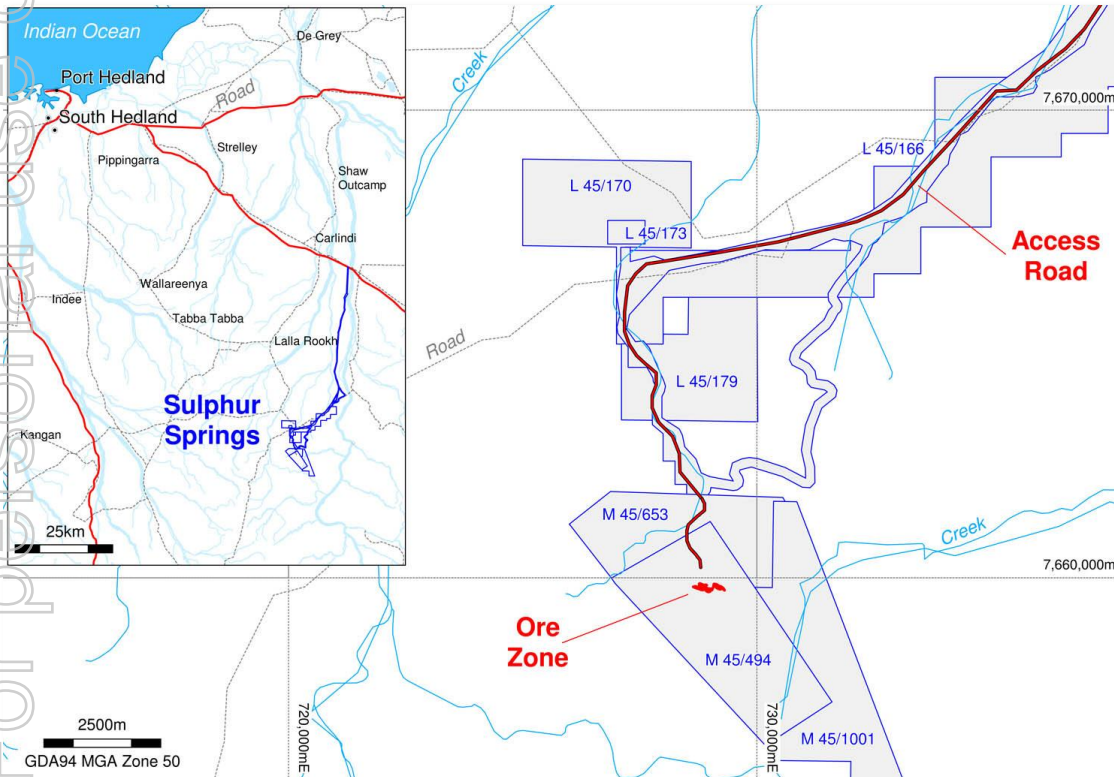 Indian Ocean
De Grey
Port Hedland
Road
South Hedland
Pippingarra
Strelley
Shaw
Outcamp
Carlindi
Wallareenya
Indee
Tabba Tabba
Lalla Rookh
Sulphur
Springs
Kangan
25km
Creek
7,670,000m
L 45/166
L 45/170
L 45/173
Access
Road
Road
L 45/179
M 45/653
Creek
7,660,000m
Ore
Zone
M 45/494
720,000mE
730,000mE
M 45/1001
2500m
GDA94 MGA Zone 50
For personal use